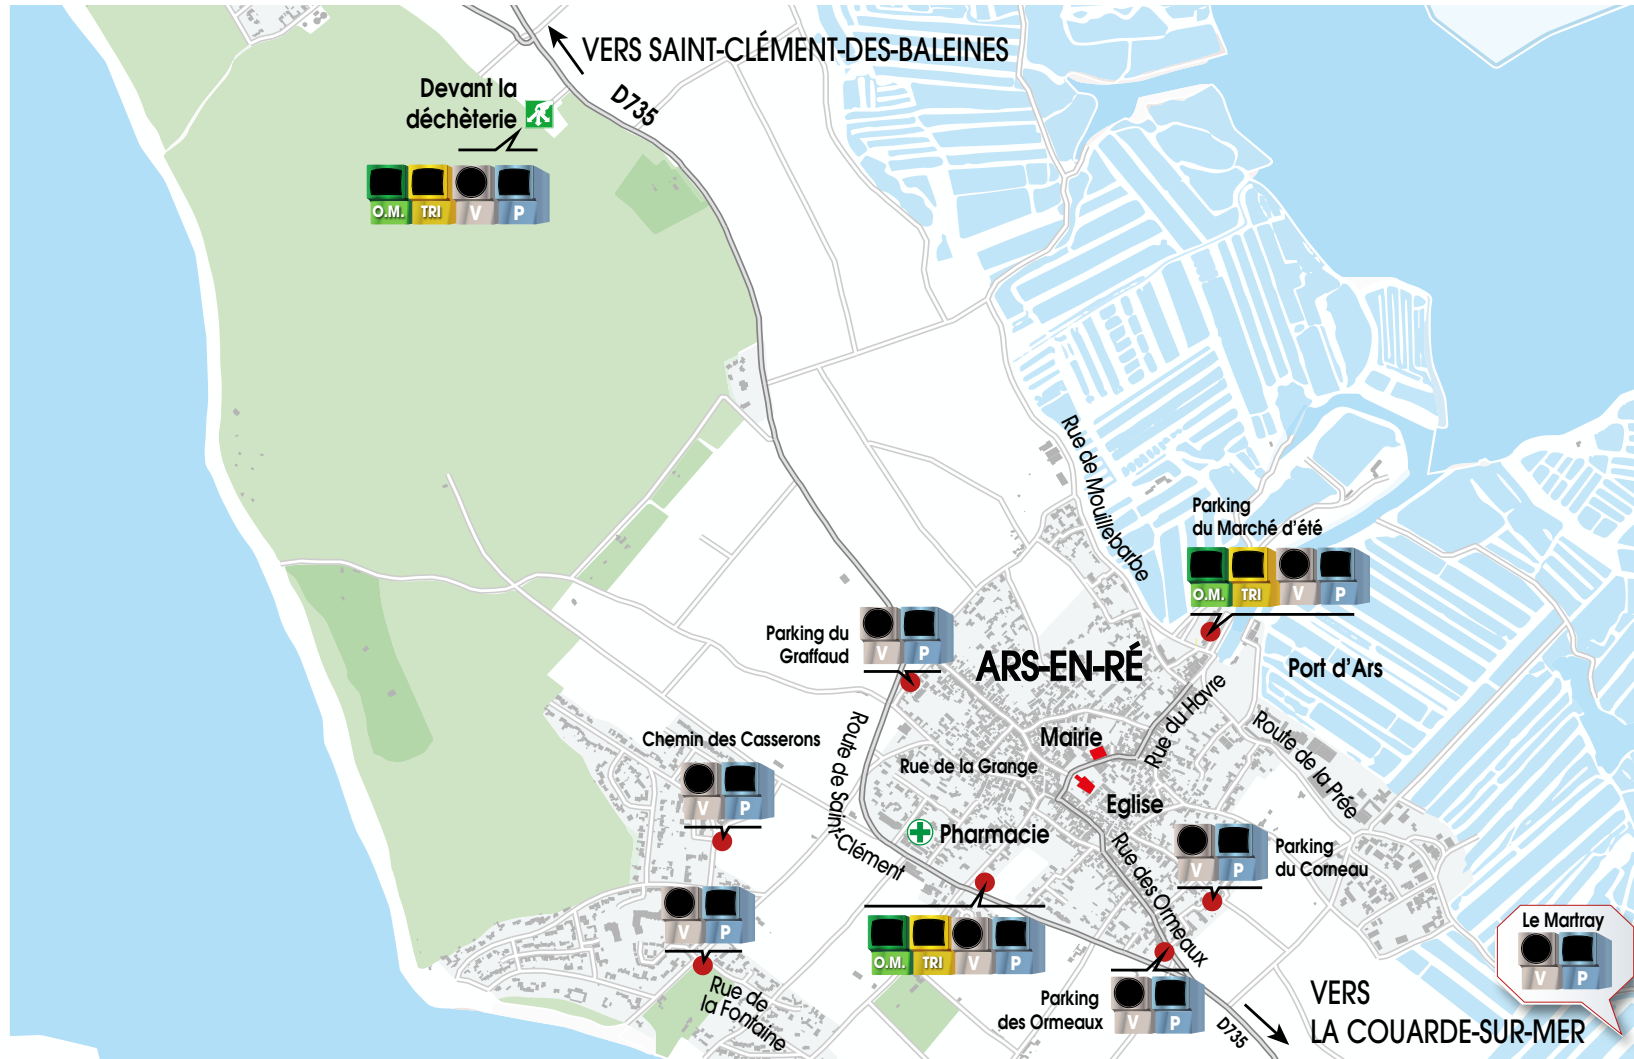 VERS SAINT-CLÉMENT-DES-BALEINES
D735
Devant la
déchèterie
O.M. TRI V P
Rue de Mouillebarbe
Parking
du Marché d'été
O.M. TRI V P
Parking du
Graffaud
V P
ARS-EN-RÉ
Port d'Ars
Rue du Havre
Route de la Prée
Mairie
Rue de la Grange
Eglise
Route de Saint-Clément
Chemin des Casserons
V P
Pharmacie
Rue des Ormeaux
V P
Parking
du Corneau
V P
Rue de
la Fontaine
O.M. TRI V P
Parking
des Ormeaux
V P
D735
Le Martray
V P
VERS
LA COUARDE-SUR-MER